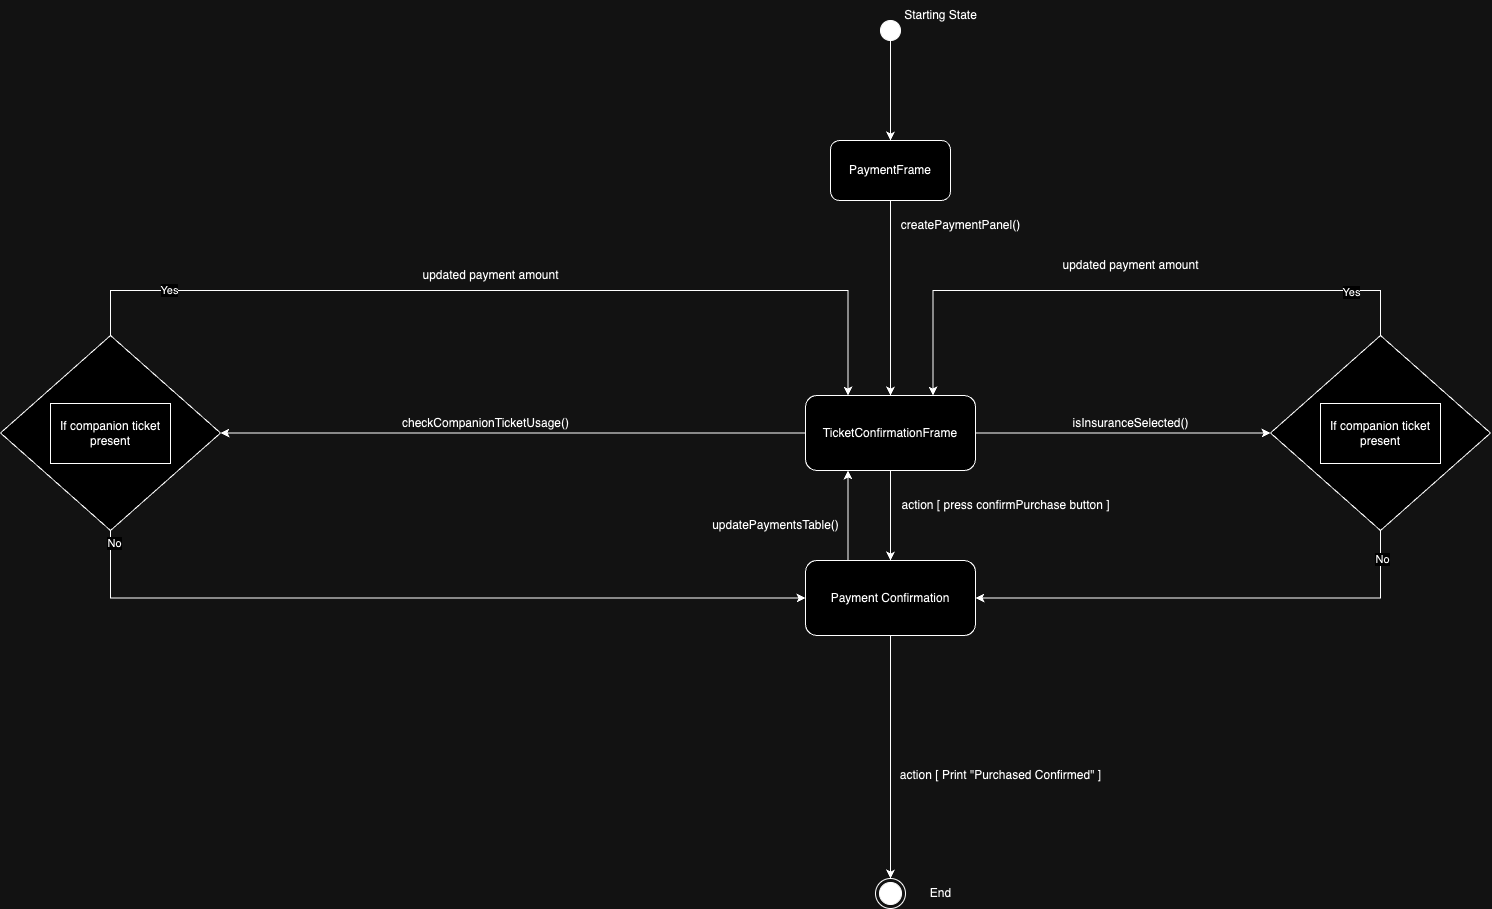 Starting State
PaymentFrame
createPaymentPanel()
updated payment amount
updated payment amount
Yes
Yes
If companion ticket
present
checkCompanionTicketUsage()
TicketConfirmationFrame
isInsuranceSelected()
If companion ticket
present
action [ press confirmPurchase button ]
updatePaymentsTable()
No
No
Payment Confirmation
action [ Print "Purchased Confirmed" ]
End